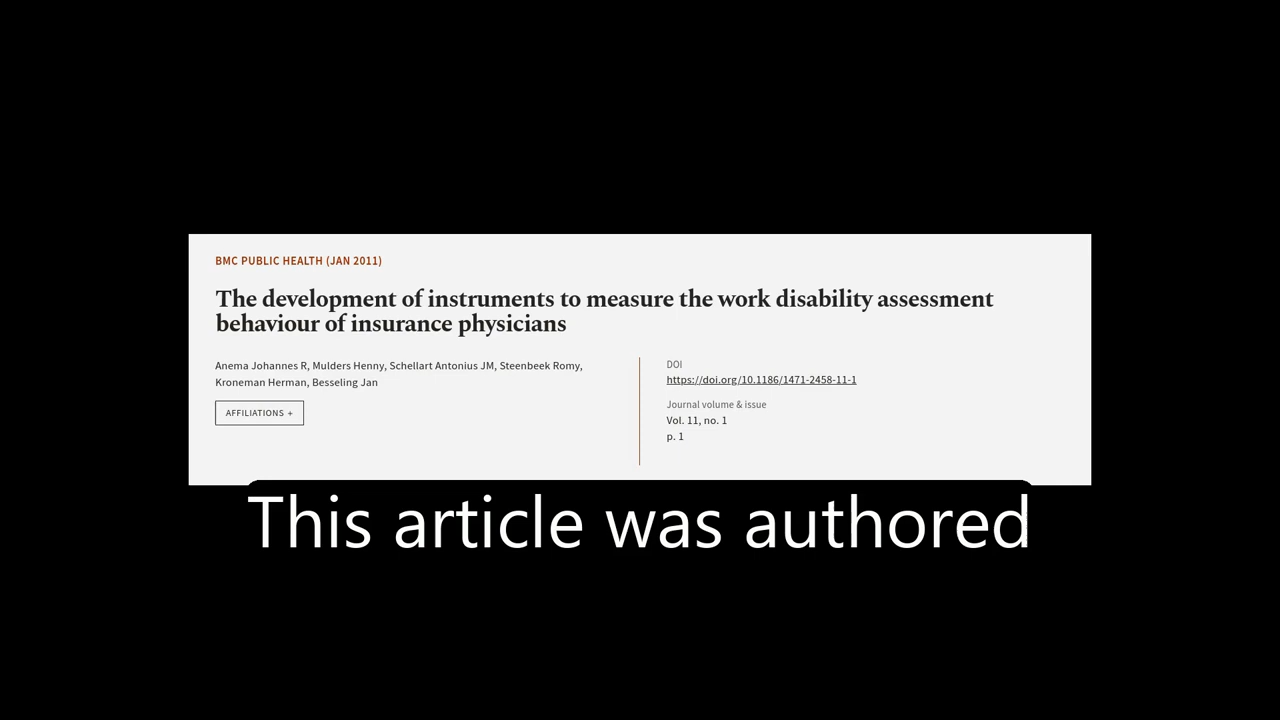 BMC PUBLIC HEALTH (JAN 2011)
The development of instruments to measure the work disability assessment
behaviour of insurance physicians
Anema Johannes R, Mulders Henny, Schellart Antonius JM, Steenbeek Romy,
Kroneman Herman, Besseling Jan
AFFILIATIONS +
DOI
https://doi.org/10.1186/1471-2458-11-1
Journal volume & issue
Vol. 11, no. 1
p. 1
This article was authored